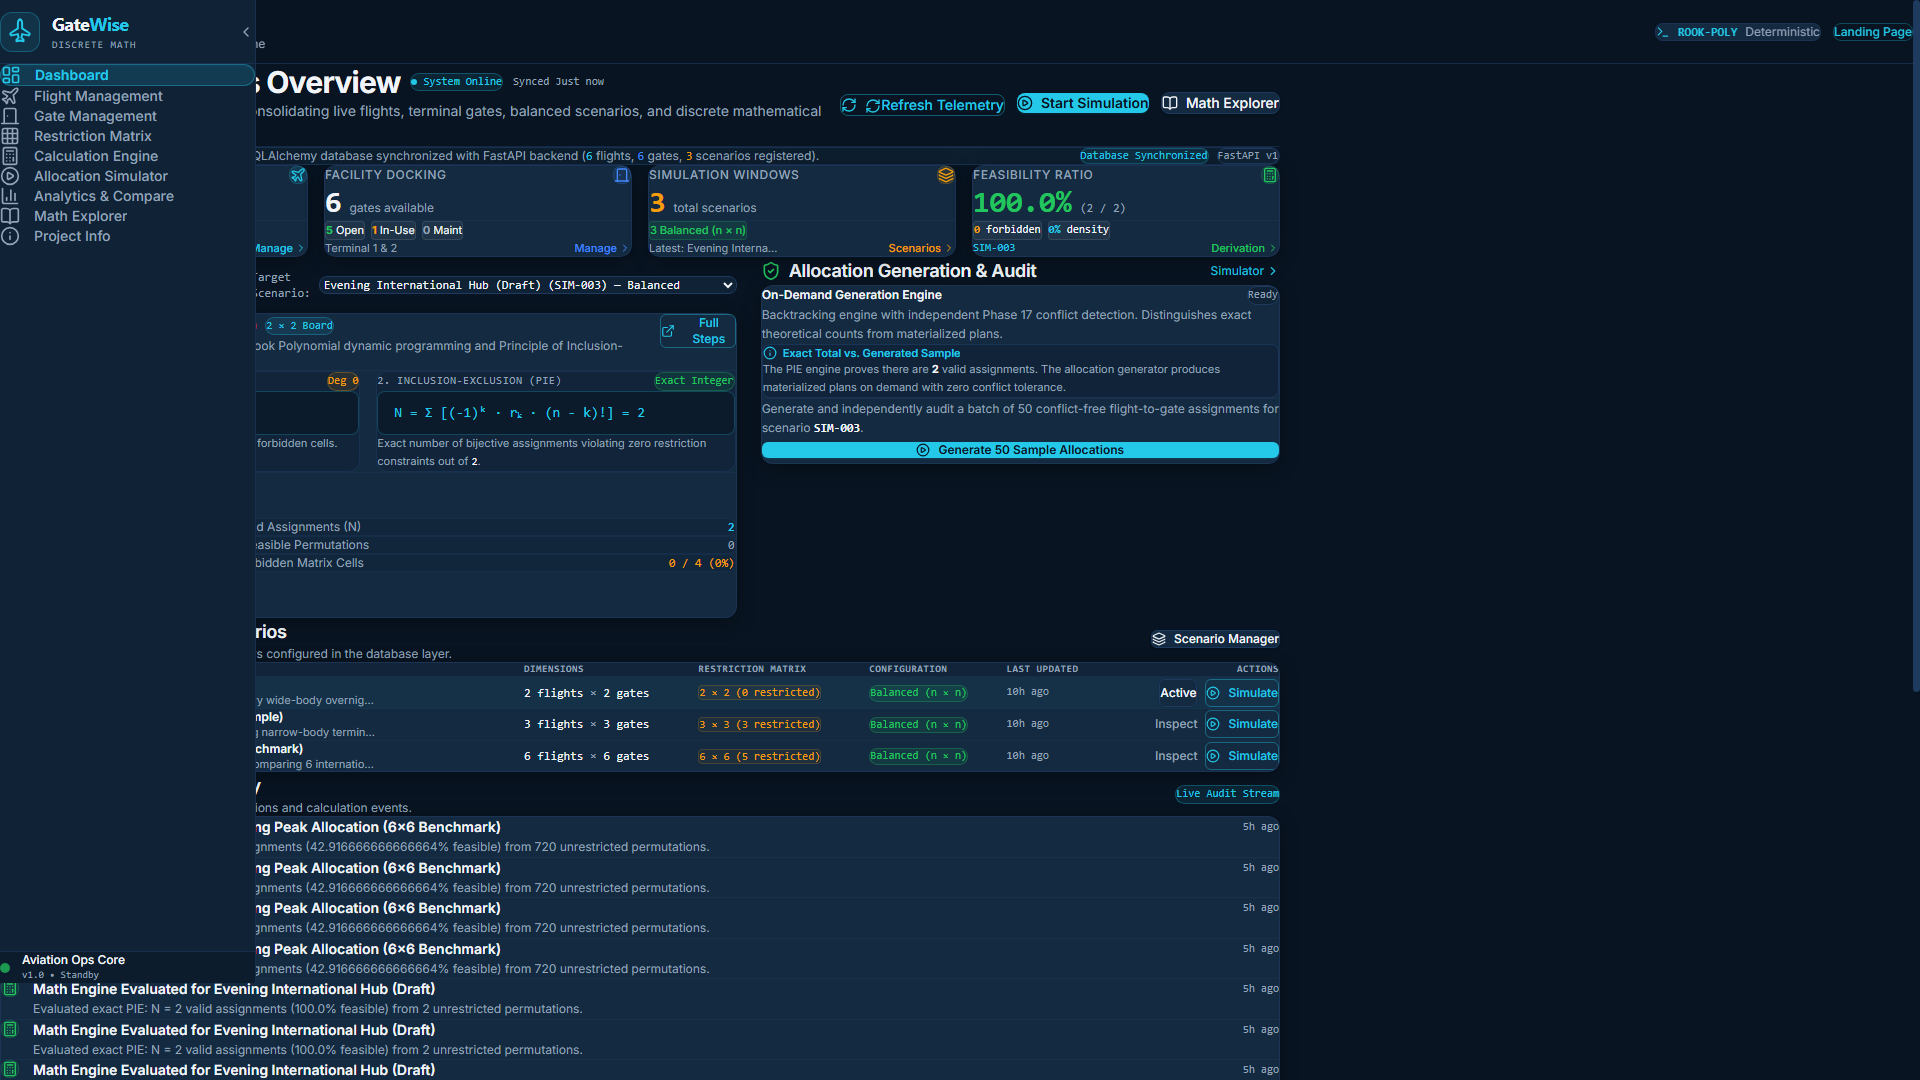 GateWise
DISCRETE MATH
Dashboard
Flight Management
Gate Management
Restriction Matrix
Calculation Engine
Allocation Simulator
Analytics & Compare
Math Explorer
Project Info
Aviation Ops Core
v1.0 • Standby
ne
ROOK-POLY Deterministic
Landing Page
s Overview
System Online
Synced Just now
onsolidating live flights, terminal gates, balanced scenarios, and discrete mathematical
Refresh Telemetry
Start Simulation
Math Explorer
QLAlchemy database synchronized with FastAPI backend (6 flights, 6 gates, 3 scenarios registered).
Database Synchronized
FastAPI v1
Manage
FACILITY DOCKING
6 gates available
5 Open 1 In-Use 0 Maint
Terminal 1 & 2
Manage
SIMULATION WINDOWS
3 total scenarios
3 Balanced (n × n)
Latest: Evening Interna...
Scenarios
FEASIBILITY RATIO
100.0% (2 / 2)
0 forbidden 0% density
SIM-003
Derivation
Target
Scenario:
Evening International Hub (Draft) (SIM-003) — Balanced
2 × 2 Board
ook Polynomial dynamic programming and Principle of Inclusion-
Full
Steps
Deg 0
forbidden cells.
2. INCLUSION-EXCLUSION (PIE)
Exact Integer
N = Σ [(-1)ᵏ · rₖ · (n - k)!] = 2
Exact number of bijective assignments violating zero restriction
constraints out of 2.
d Assignments (N)
2
easible Permutations
0
bidden Matrix Cells
0 / 4 (0%)
Allocation Generation & Audit
Simulator
On-Demand Generation Engine
Ready
Backtracking engine with independent Phase 17 conflict detection. Distinguishes exact
theoretical counts from materialized plans.
Exact Total vs. Generated Sample
The PIE engine proves there are 2 valid assignments. The allocation generator produces
materialized plans on demand with zero conflict tolerance.
Generate and independently audit a batch of 50 conflict-free flight-to-gate assignments for
scenario SIM-003.
Generate 50 Sample Allocations
rios
s configured in the database layer.
Scenario Manager
DIMENSIONS RESTRICTION MATRIX CONFIGURATION LAST UPDATED ACTIONS
y wide-body overnig...
2 flights × 2 gates 2 × 2 (0 restricted) Balanced (n × n) 10h ago Active Simulate
mple)
g narrow-body termin...
3 flights × 3 gates 3 × 3 (3 restricted) Balanced (n × n) 10h ago Inspect Simulate
chmark)
omparing 6 internatio...
6 flights × 6 gates 6 × 6 (5 restricted) Balanced (n × n) 10h ago Inspect Simulate
y
ions and calculation events.
Live Audit Stream
ng Peak Allocation (6×6 Benchmark)
5h ago
gnments (42.916666666666664% feasible) from 720 unrestricted permutations.
ng Peak Allocation (6×6 Benchmark)
5h ago
gnments (42.916666666666664% feasible) from 720 unrestricted permutations.
ng Peak Allocation (6×6 Benchmark)
5h ago
gnments (42.916666666666664% feasible) from 720 unrestricted permutations.
ng Peak Allocation (6×6 Benchmark)
5h ago
gnments (42.916666666666664% feasible) from 720 unrestricted permutations.
Math Engine Evaluated for Evening International Hub (Draft)
5h ago
Evaluated exact PIE: N = 2 valid assignments (100.0% feasible) from 2 unrestricted permutations.
Math Engine Evaluated for Evening International Hub (Draft)
5h ago
Evaluated exact PIE: N = 2 valid assignments (100.0% feasible) from 2 unrestricted permutations.
Math Engine Evaluated for Evening International Hub (Draft)
5h ago